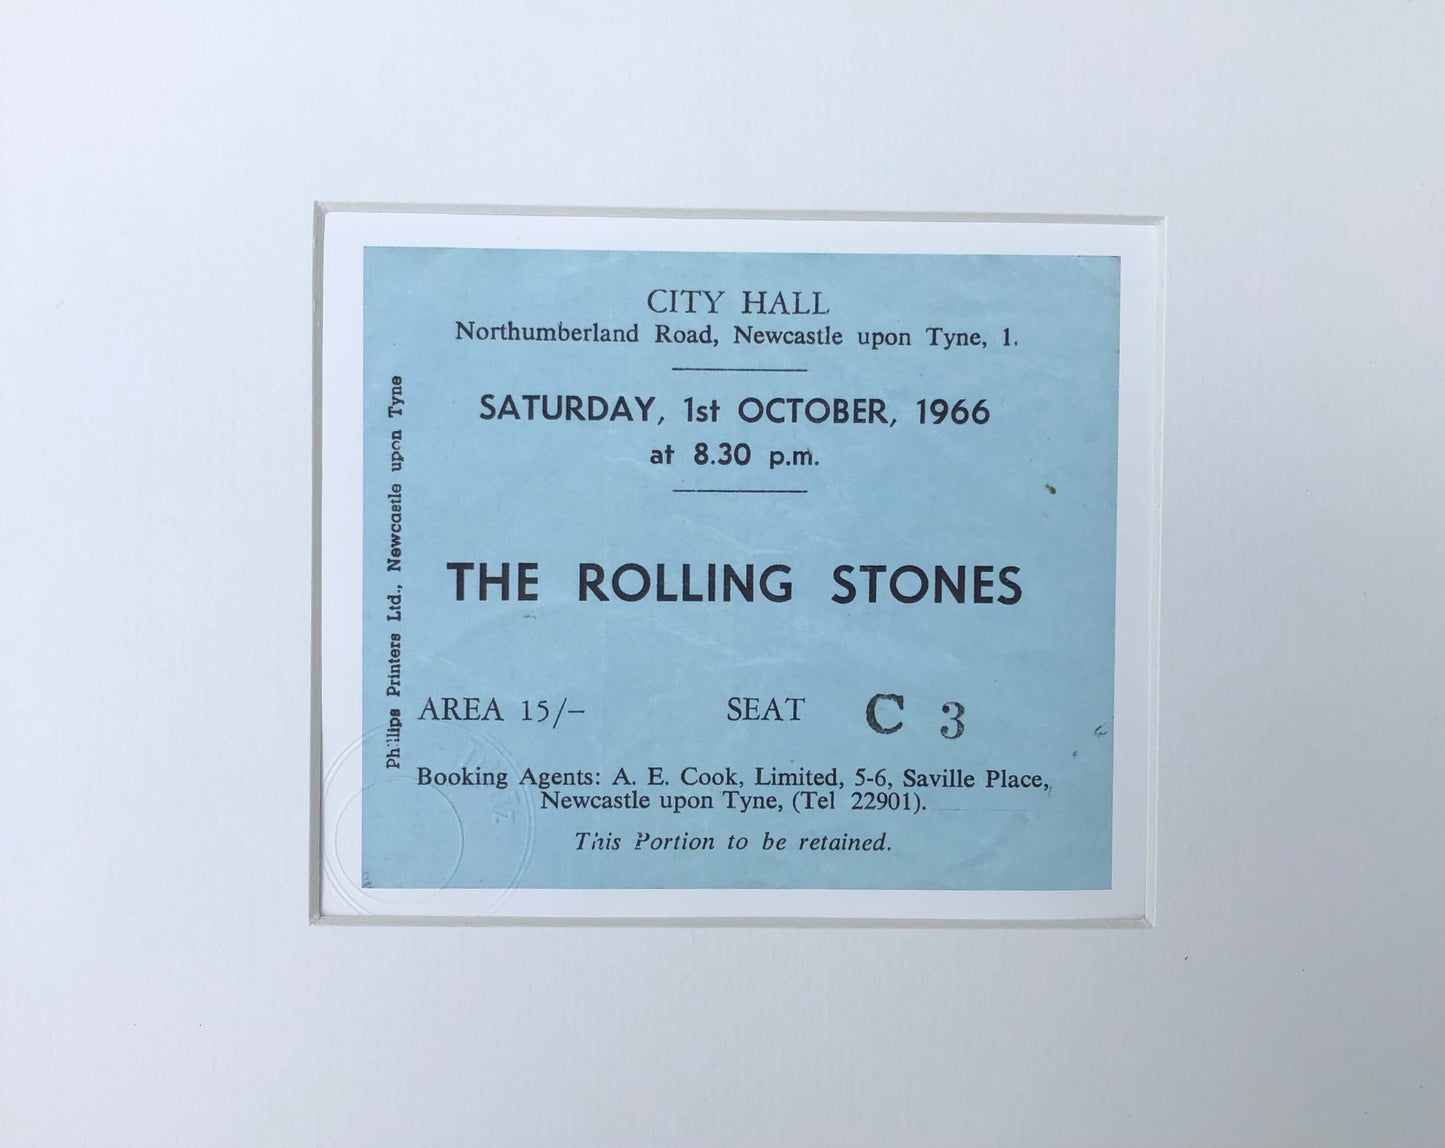 CITY HALL
Northumberland Road, Newcastle upon Tyne, 1.
SATURDAY, 1st OCTOBER, 1966
at 8.30 p.m.
THE ROLLING STONES
AREA 15/-
SEAT C 3
Booking Agents: A. E. Cook, Limited, 5-6, Saville Place,
Newcastle upon Tyne, (Tel 22901).
This Portion to be retained.
Phillips Printers Ltd., Newcastle upon Tyne